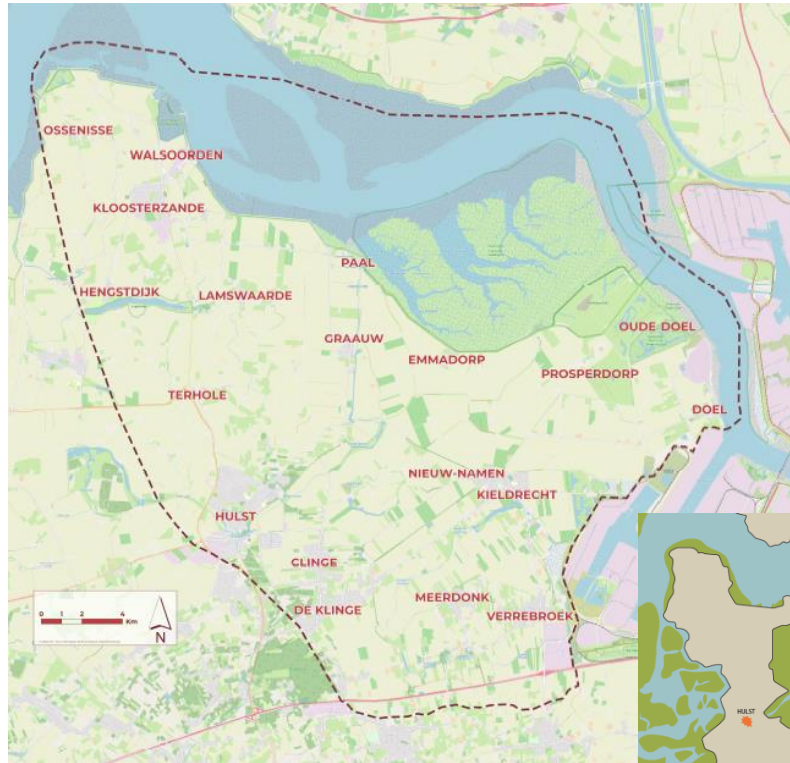 OSSENISSE
WALSOORDEN
KLOOSTERZANDE
PAAL
HENGSTDIJK
LAMSWAARDE
OUDE DOEL
GRAAUW
EMMADORP
PROSPERDORP
TERHOLE
DOEL
NIEUW-NAMEN
KIELDRECHT
HULST
CLINGE
MEERDONK
DE KLINGE
VERREBROEK
0 1 2 4
Km
N
HULST